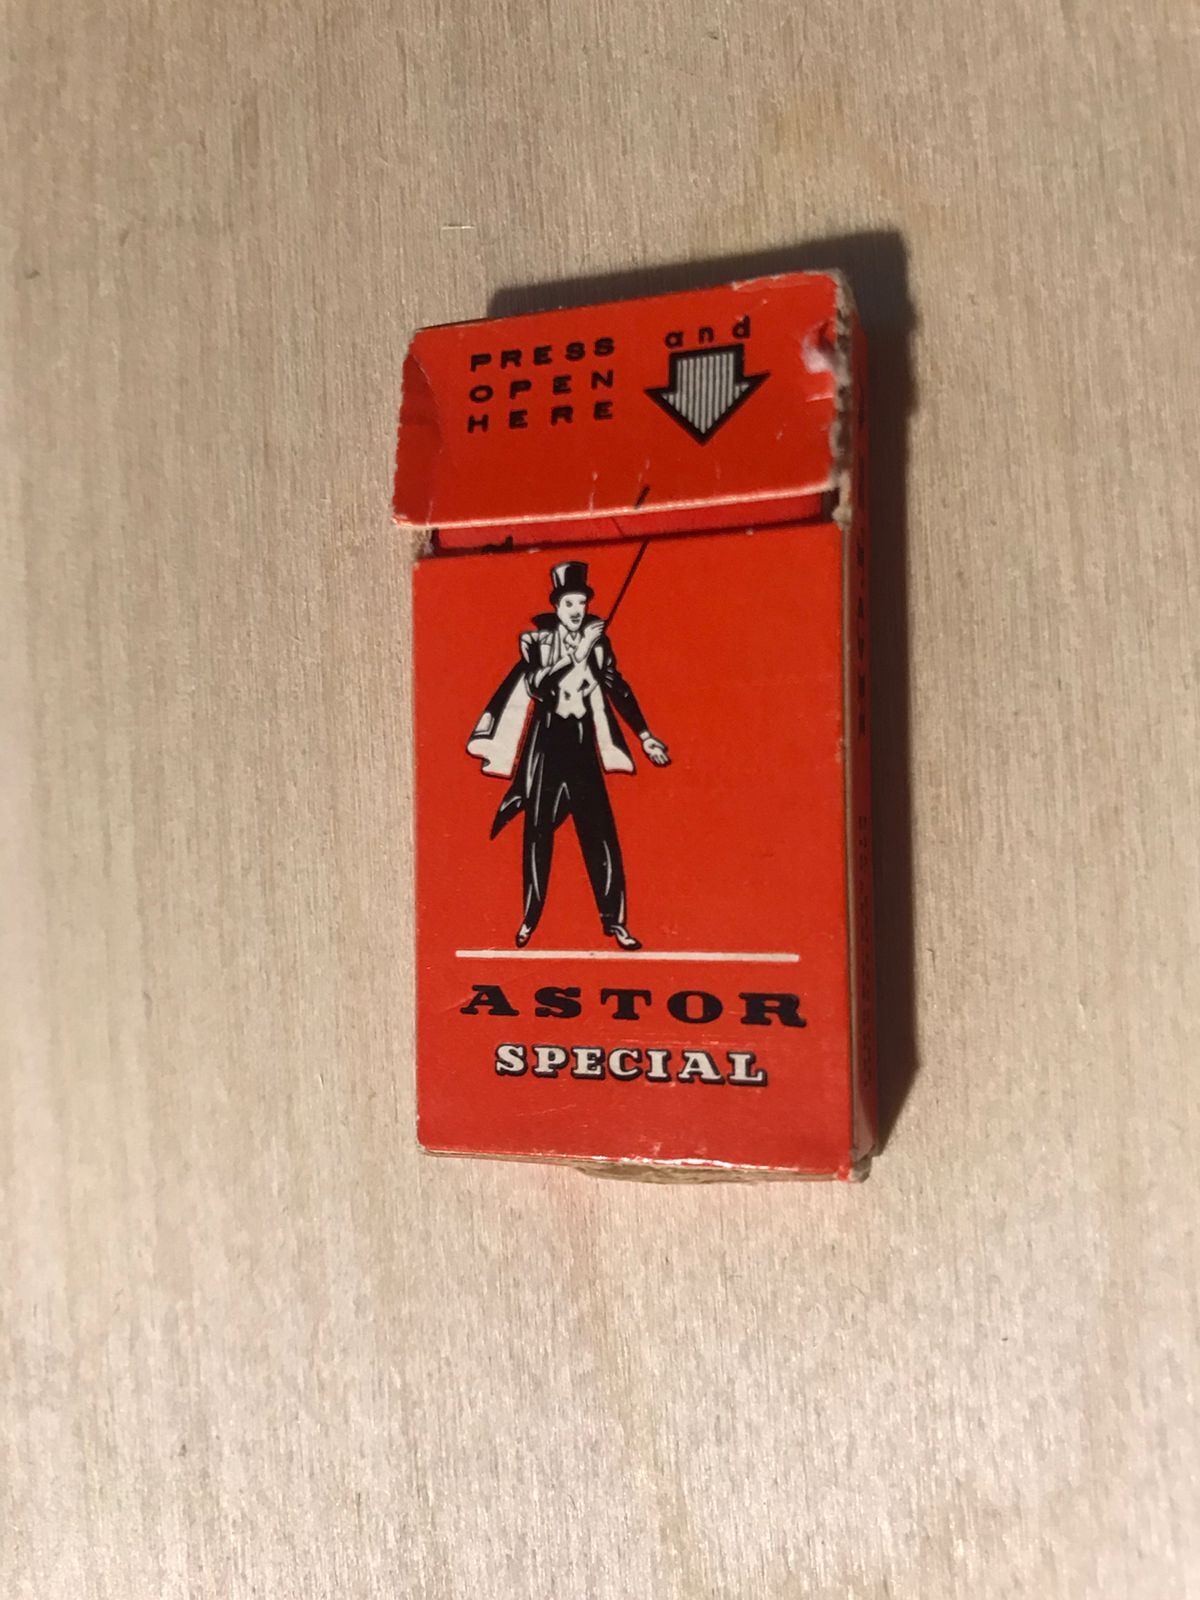 PRESS and
OPEN
HERE
ASTOR
SPECIAL